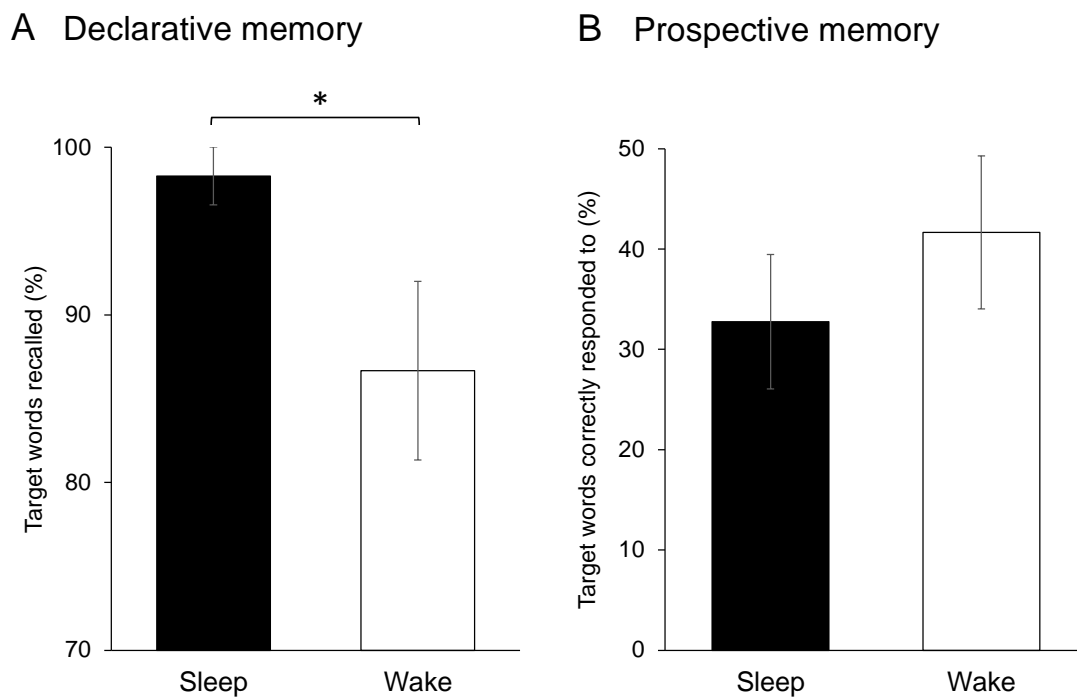 A Declarative memory
*
100
90
80
70
Target words recalled (%)
Sleep
Wake
B Prospective memory
50
40
30
20
10
0
Target words correctly responded to (%)
Sleep
Wake